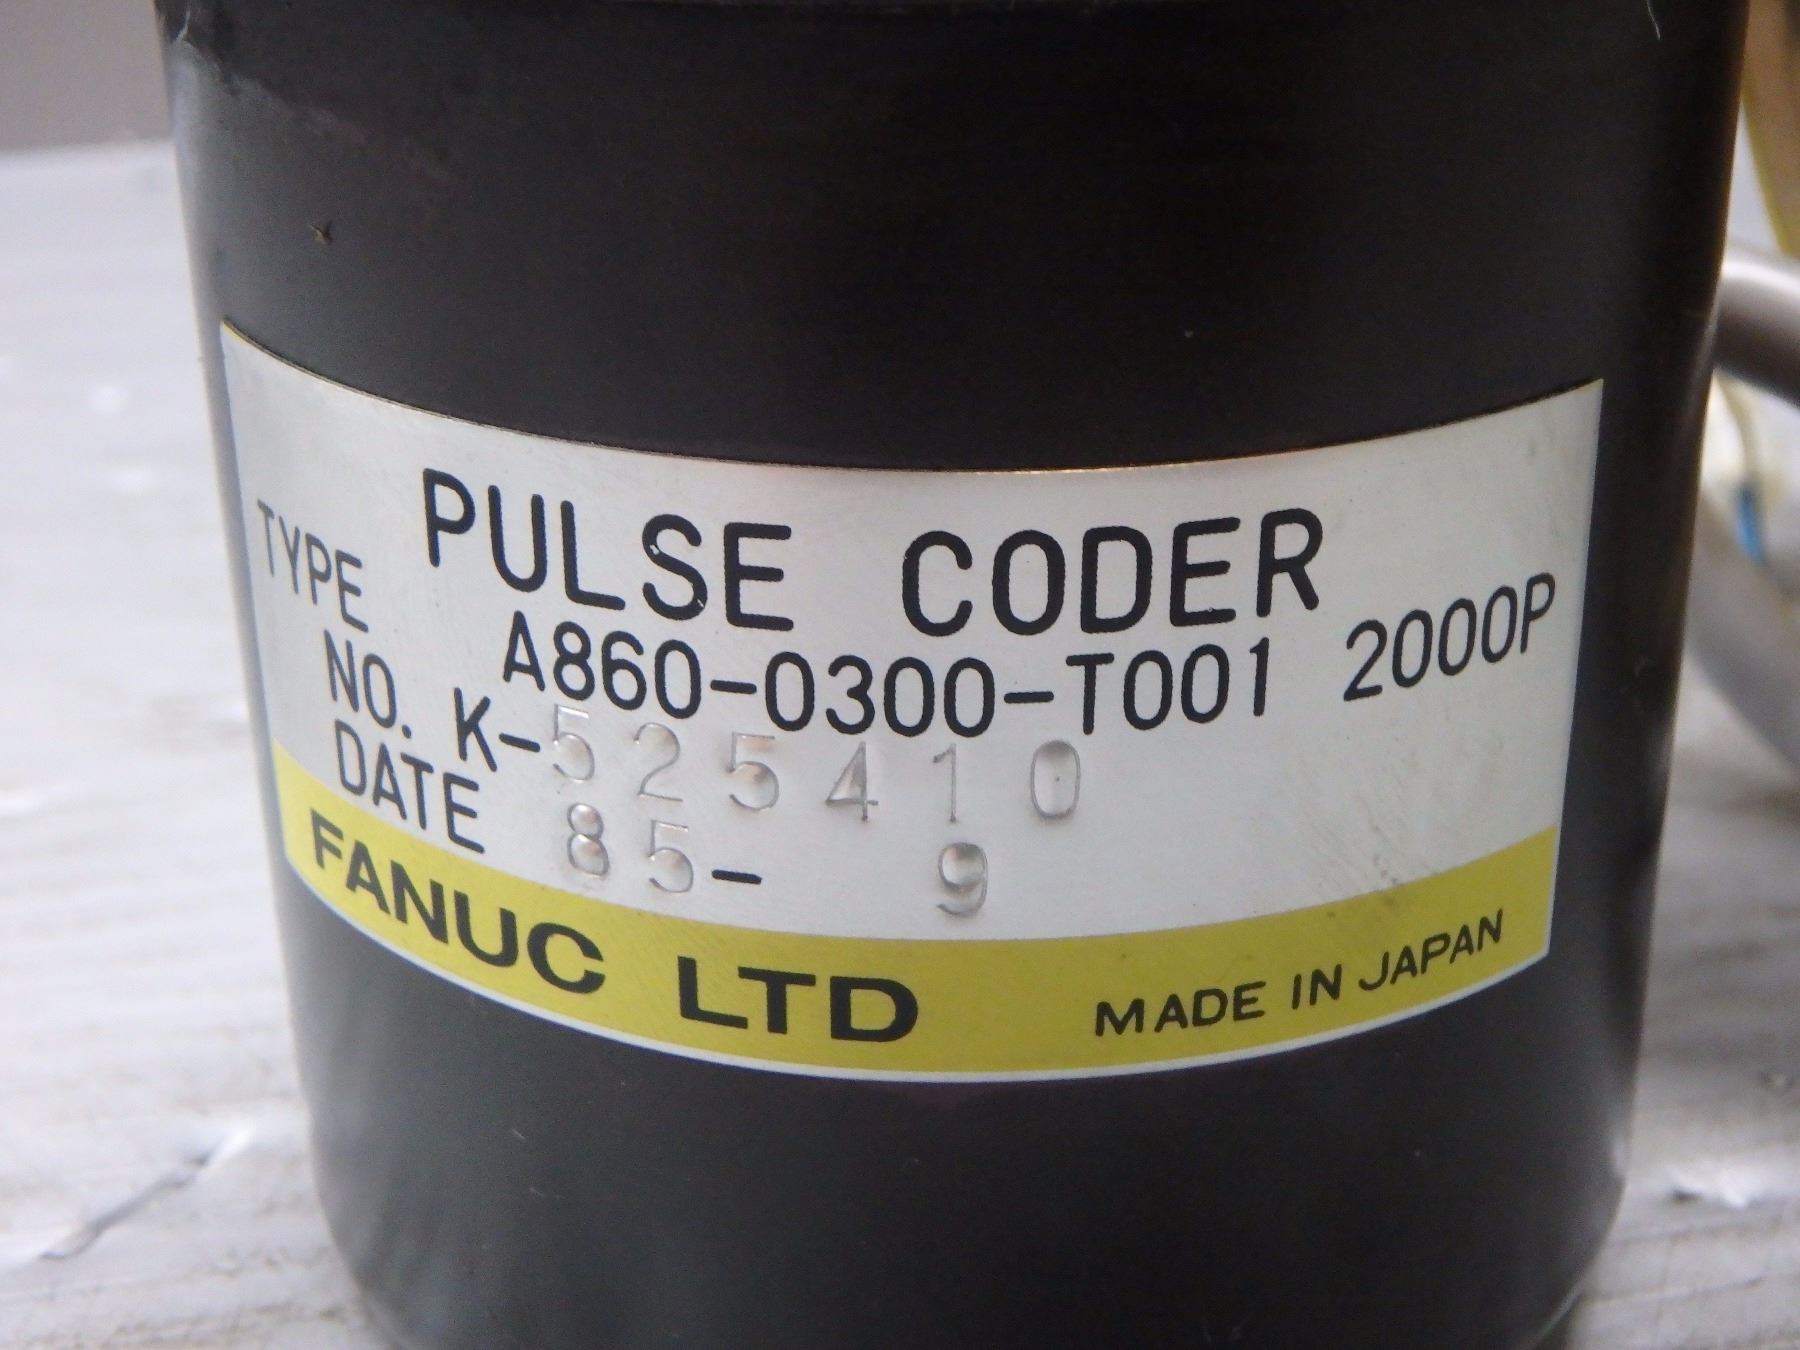 PULSE CODER
TYPE A860-0300-T001 2000P
NO. K-525410
DATE 85- 9
FANUC LTD MADE IN JAPAN